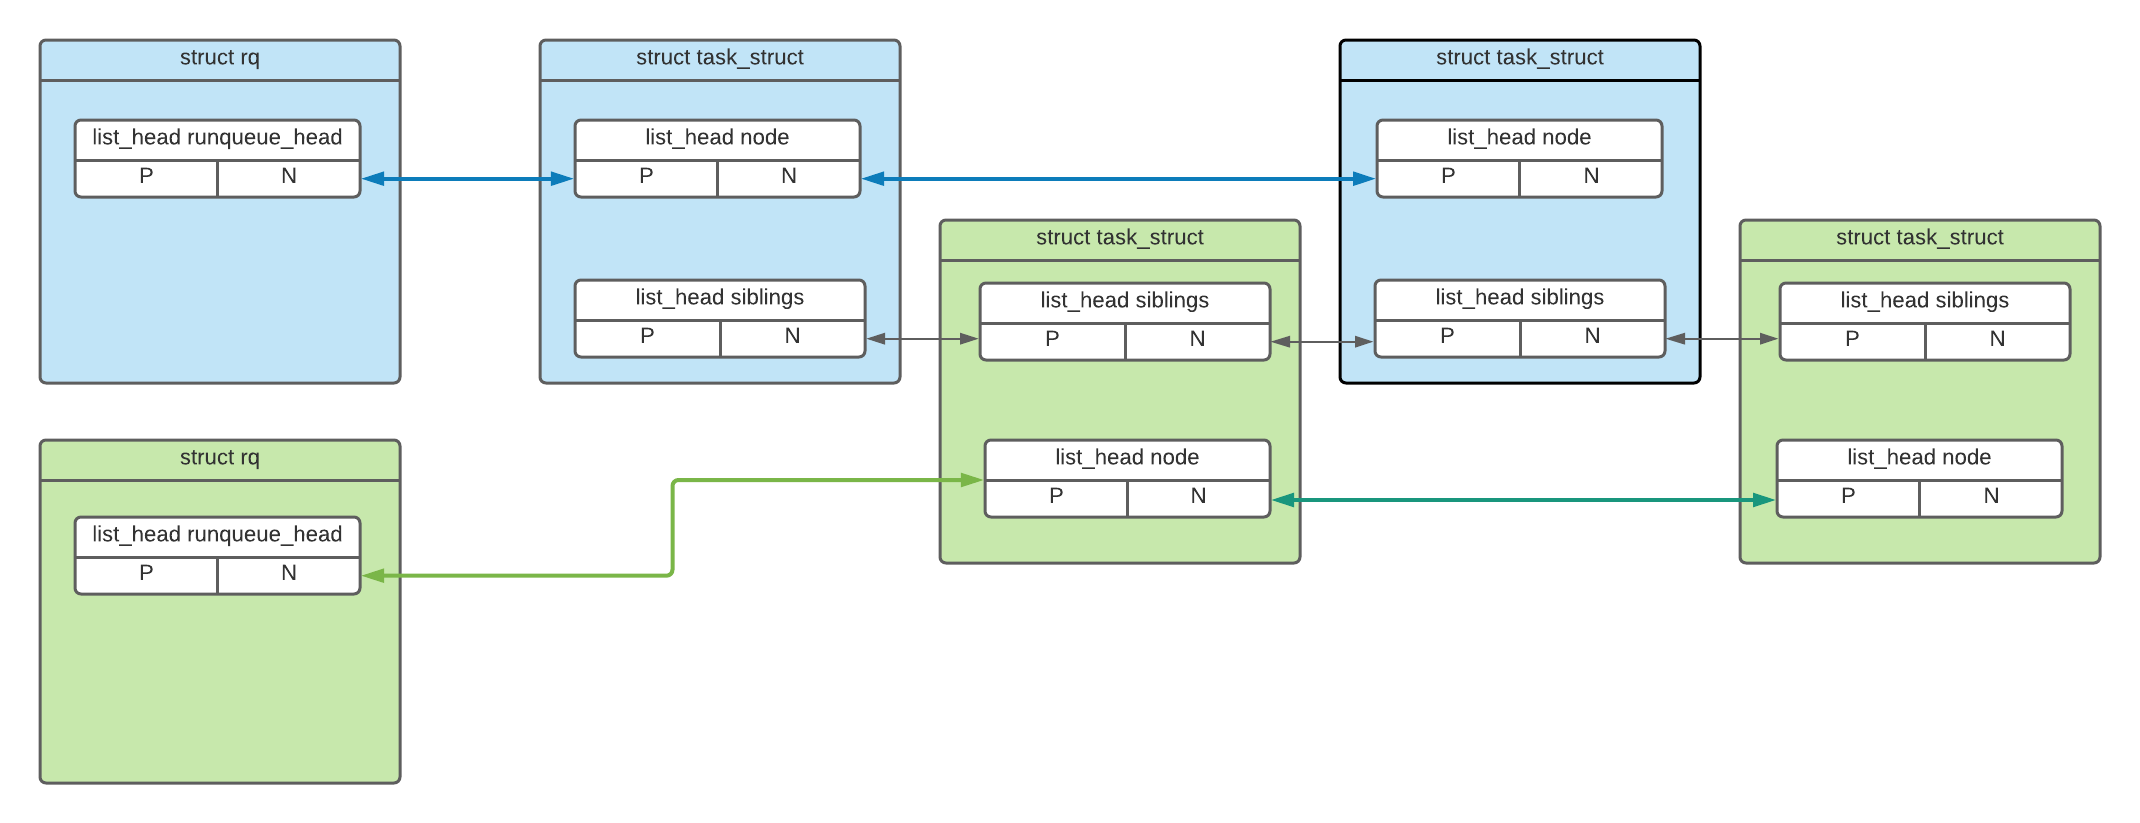 struct rq
list_head runqueue_head
P N
struct task_struct
list_head node
P N
list_head siblings
P N
struct task_struct
list_head siblings
P N
list_head node
P N
struct task_struct
list_head node
P N
list_head siblings
P N
struct task_struct
list_head siblings
P N
list_head node
P N
struct rq
list_head runqueue_head
P N